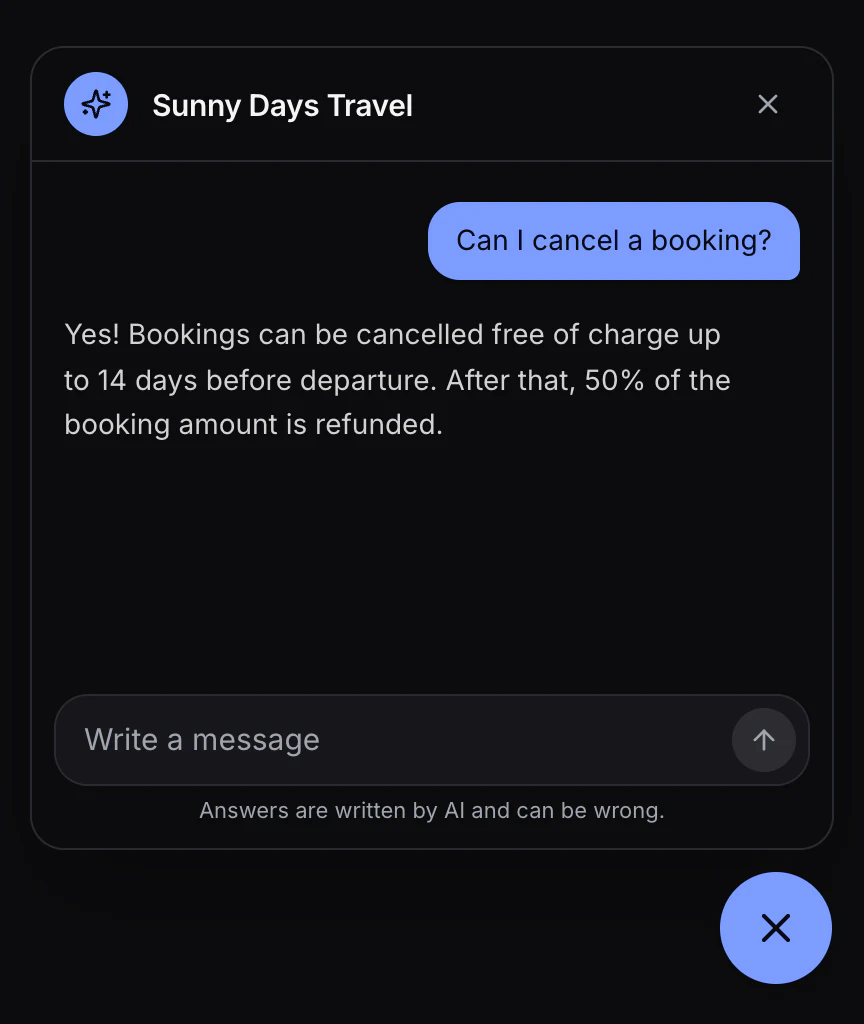 Sunny Days Travel
Can I cancel a booking?
Yes! Bookings can be cancelled free of charge up
to 14 days before departure. After that, 50% of the
booking amount is refunded.
Write a message
Answers are written by AI and can be wrong.